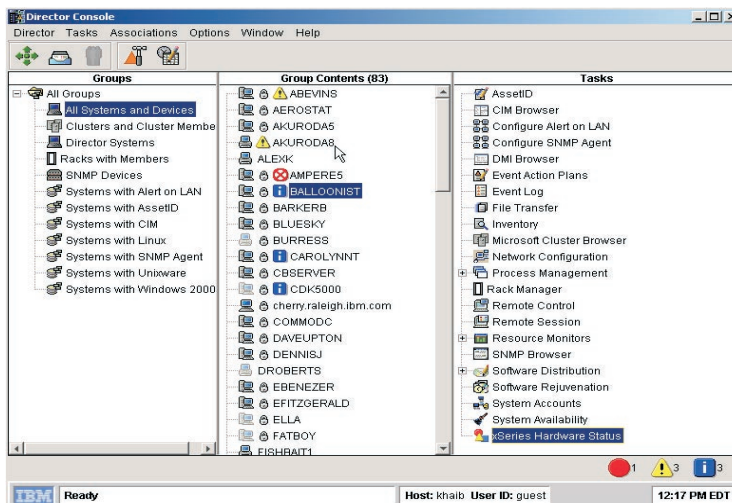 Director Console
Director Tasks Associations Options Window Help
Groups
All Groups
All Systems and Devices
Clusters and Cluster Membe
Director Systems
Racks with Members
SNMP Devices
Systems with Alert on LAN
Systems with AssetID
Systems with CIM
Systems with Linux
Systems with SNMP Agent
Systems with Unixware
Systems with Windows 2000
Group Contents (83)
ABEVINS
AEROSTAT
AKURODA5
AKURODA8
ALEXK
AMPERE5
BALLOONIST
BARKERB
BLUESKY
BURRESS
CAROLYNNT
CBSERVER
CDK5000
cherry.raleigh.ibm.com
COMMODC
DAVEUPTON
DENNISJ
DROBERTS
EBENEZER
EFITZGERALD
ELLA
FATBOY
FISHBAIT1
Tasks
AssetID
CIM Browser
Configure Alert on LAN
Configure SNMP Agent
DMI Browser
Event Action Plans
Event Log
File Transfer
Inventory
Microsoft Cluster Browser
Network Configuration
Process Management
Rack Manager
Remote Control
Remote Session
Resource Monitors
SNMP Browser
Software Distribution
Software Rejuvenation
System Accounts
System Availability
xSeries Hardware Status
1 3 3
IBM Ready Host: khaib User ID: guest 12:17 PM EDT